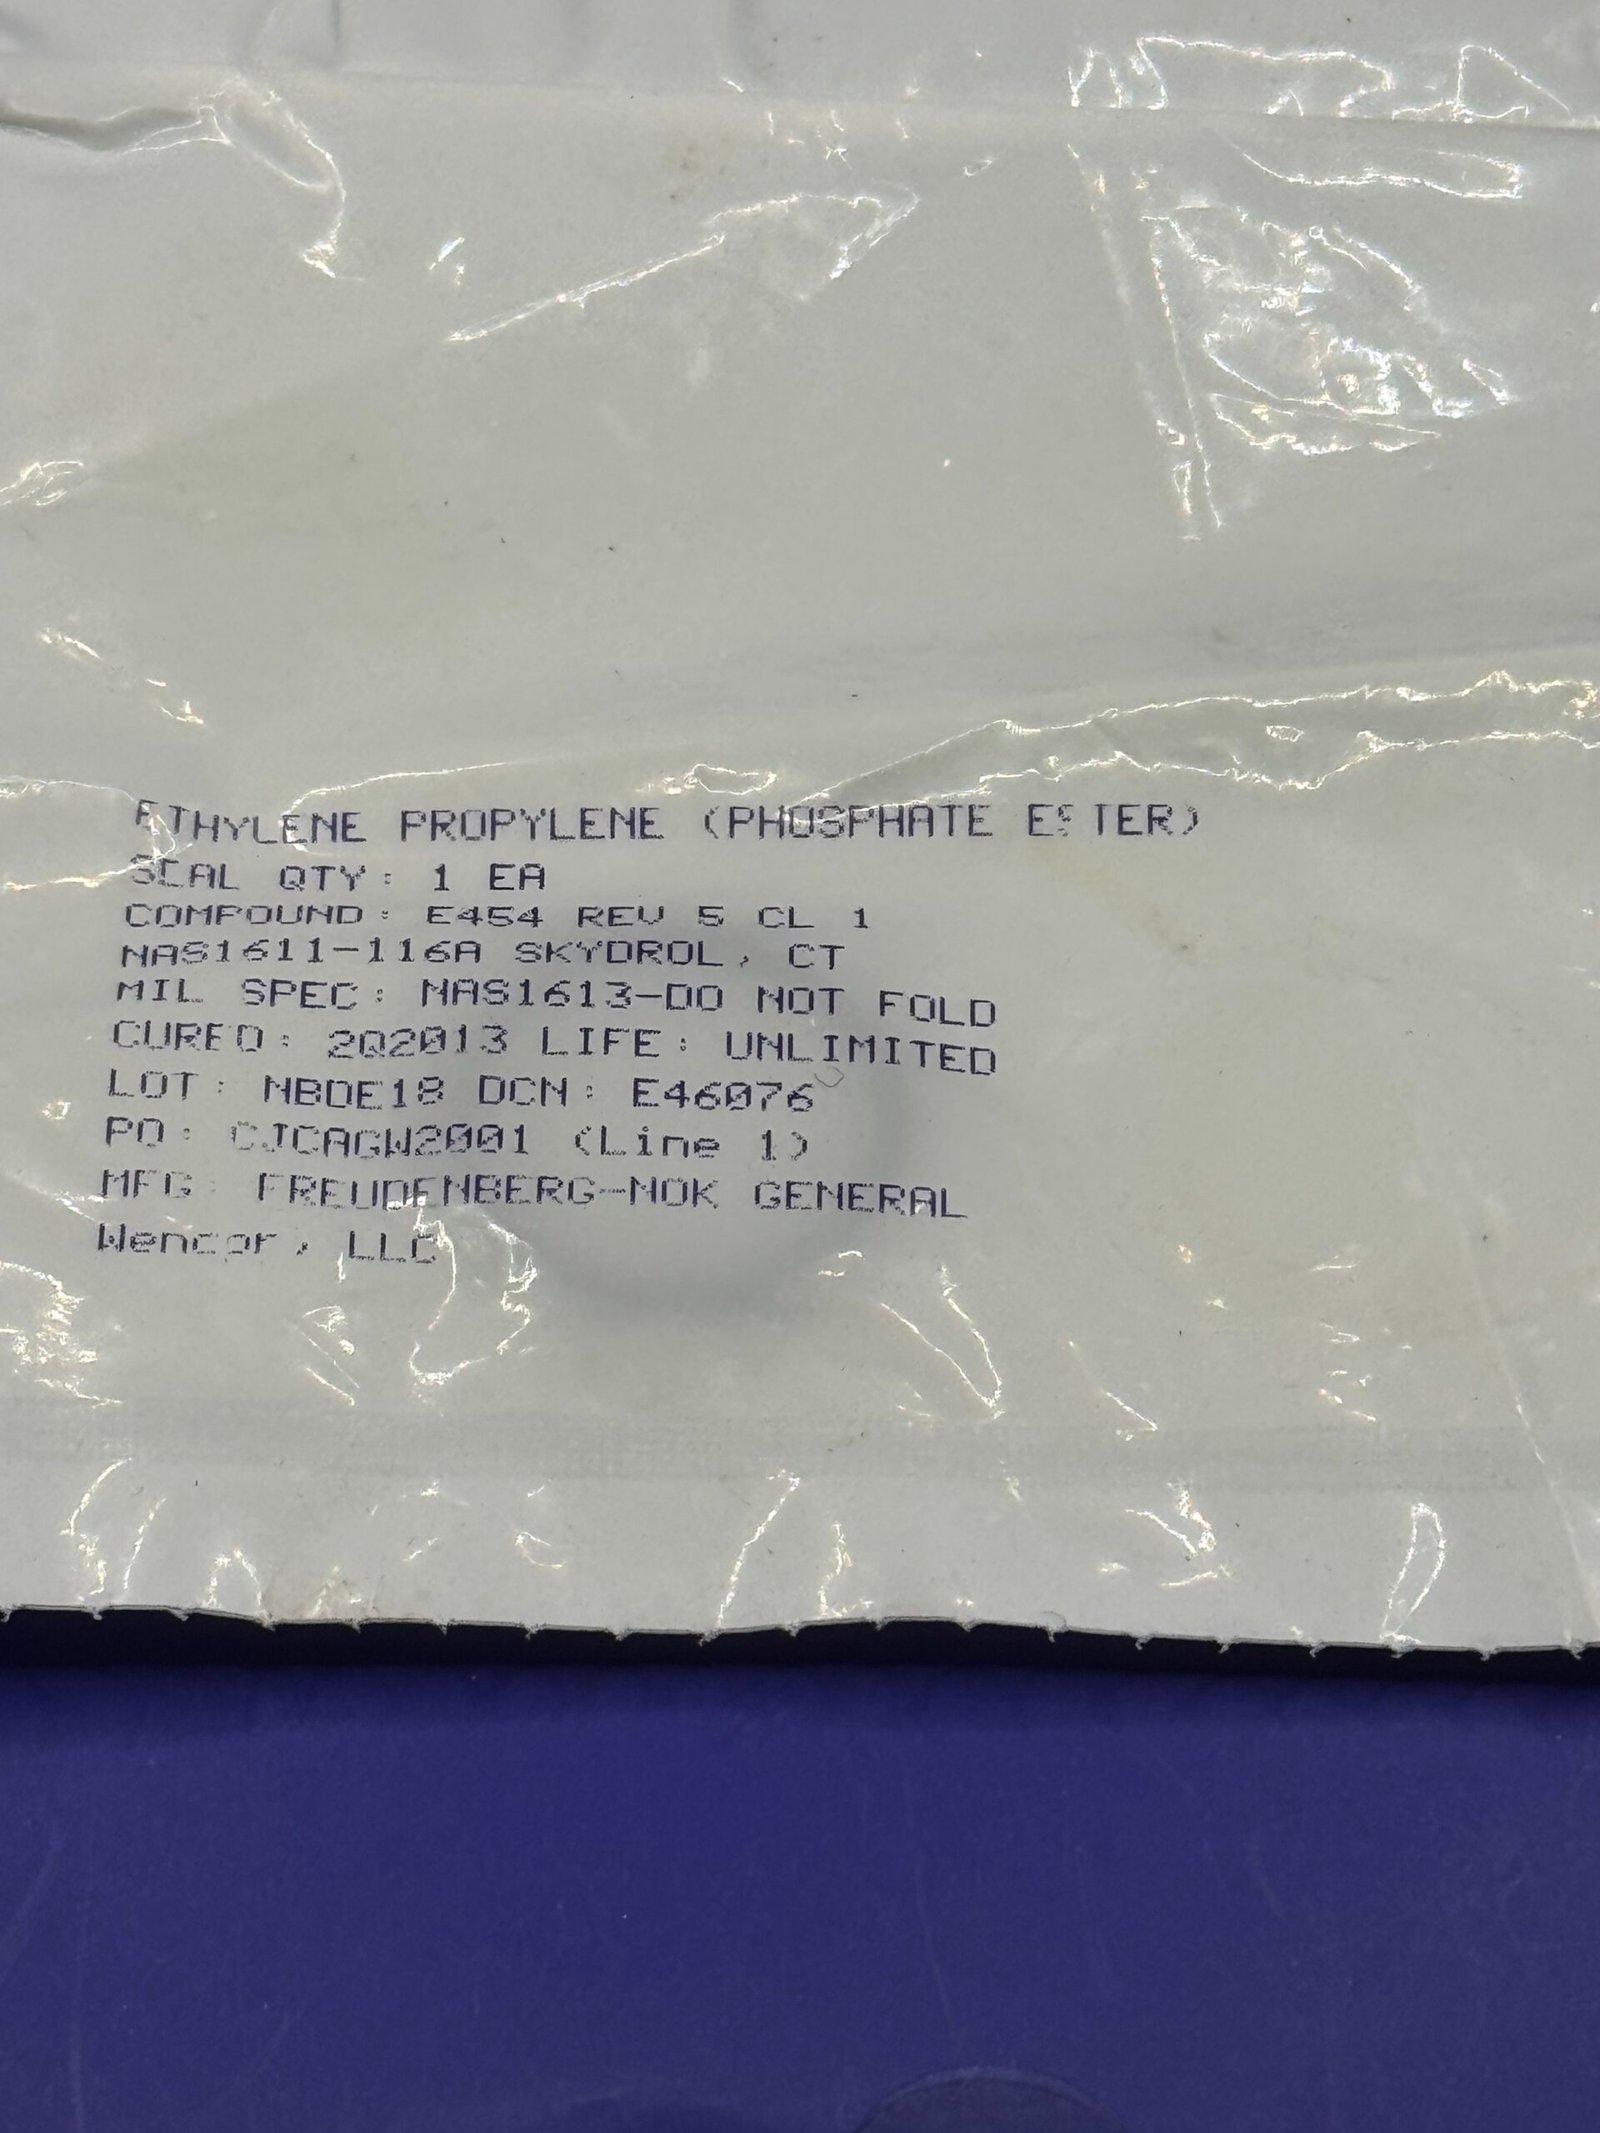 ETHYLENE PROPYLENE (PHOSPHATE ESTER)
SEAL QTY: 1 EA
COMPOUND: E454 REV 5 CL 1
NAS1611-116A SKYDROL, CT
MIL SPEC: NAS1613-DO NOT FOLD
CURED: 2Q2013 LIFE: UNLIMITED
LOT: NBDE18 DCN: E46076
PO: CJCAGW2001 (Line 1)
MFG: FREUDENBERG-NOK GENERAL
Wencor, LLC